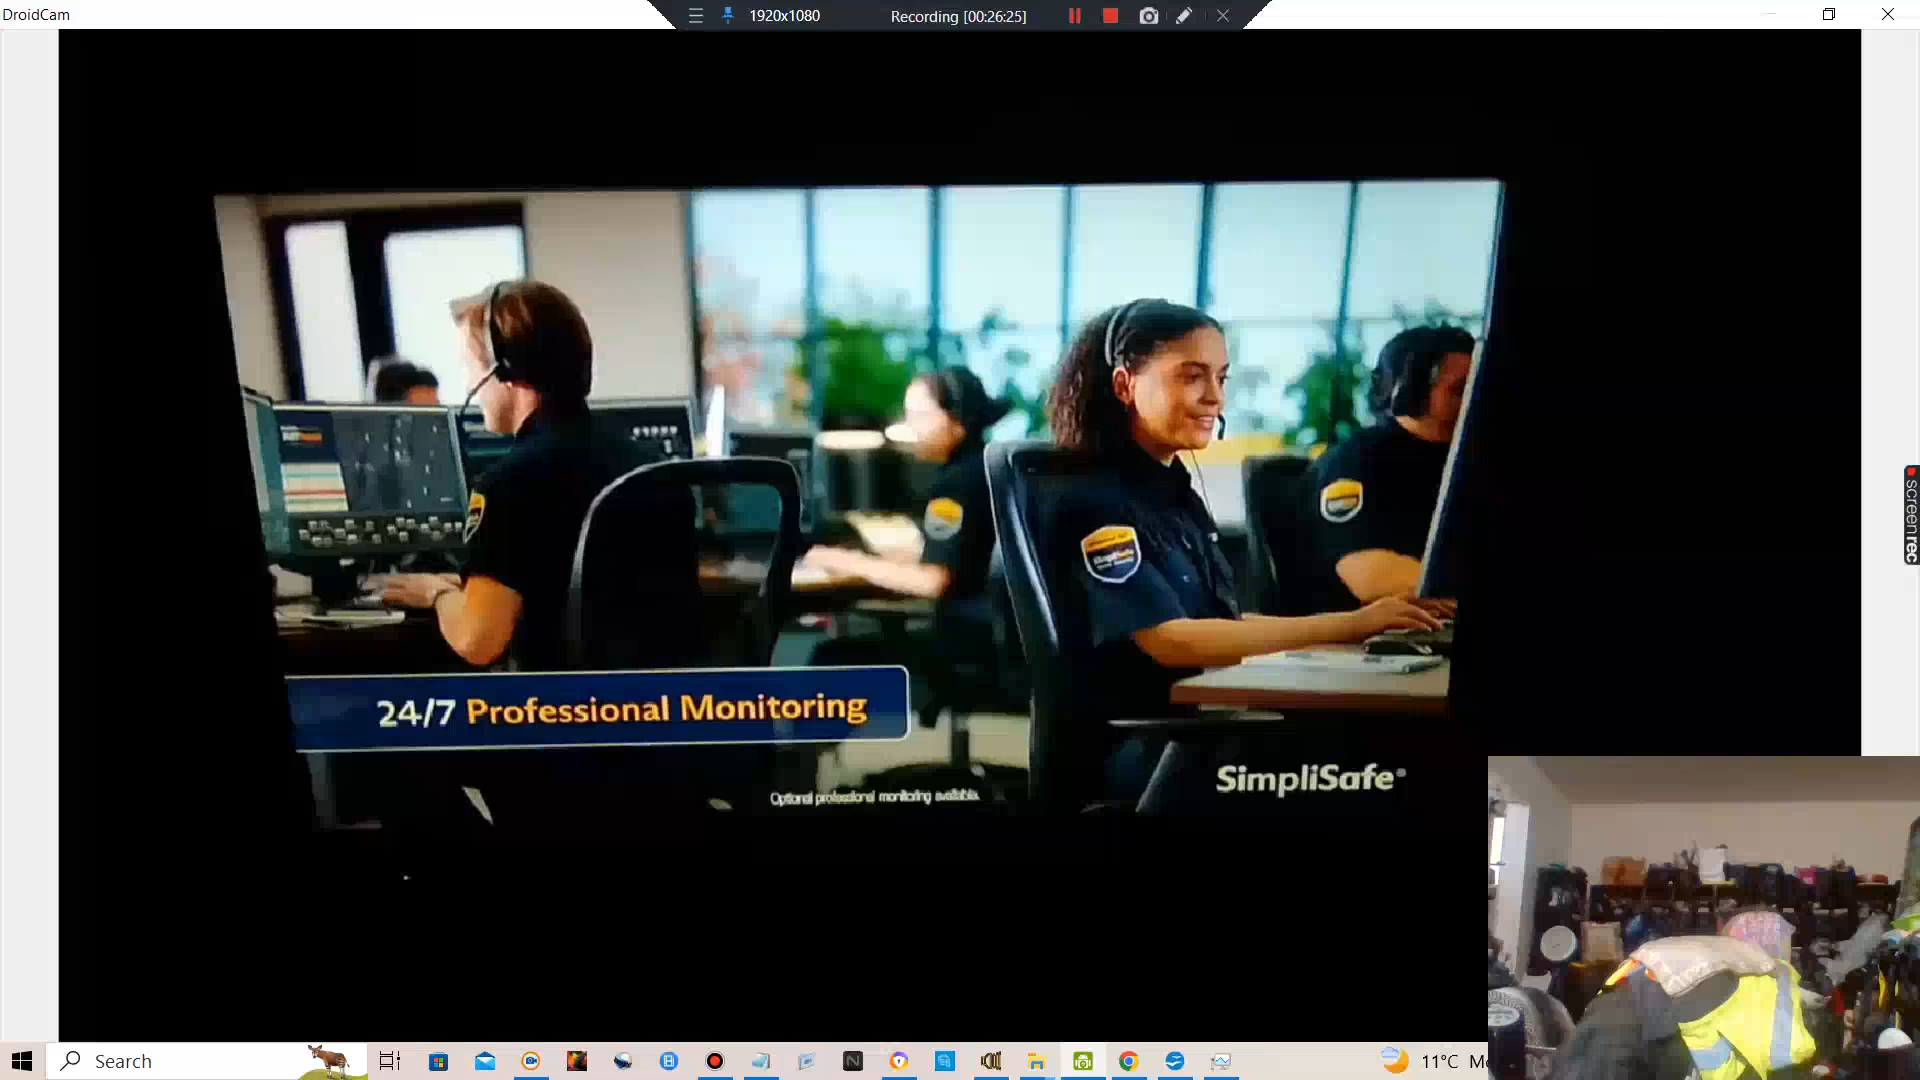 DroidCam
1920x1080
Recording [00:26:25]
screenrec
24/7 Professional Monitoring
SimpliSafe®
Optional professional monitoring available.
Search
11°C